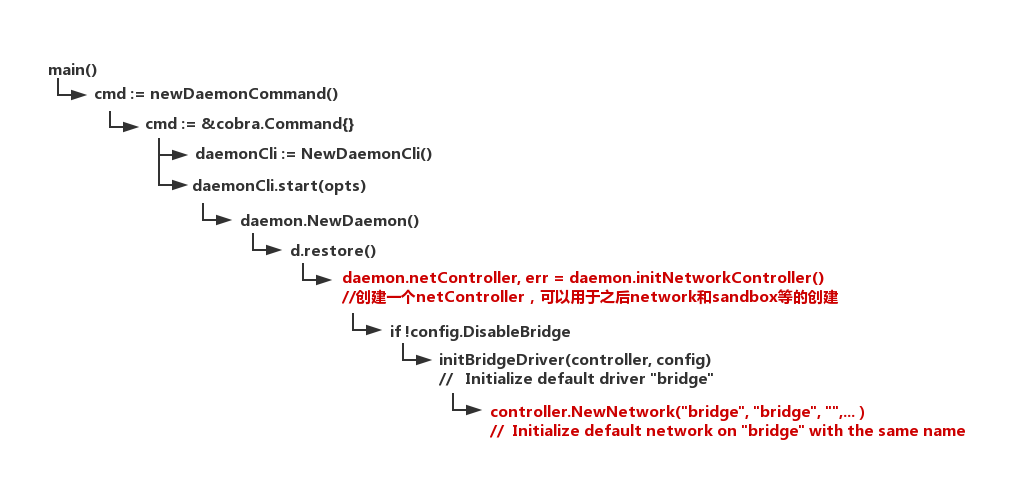 main()
cmd := newDaemonCommand()
cmd := &cobra.Command{}
daemonCli := NewDaemonCli()
daemonCli.start(opts)
daemon.NewDaemon()
d.restore()
daemon.netController, err = daemon.initNetworkController()
//创建一个netController，可以用于之后network和sandbox等的创建
if !config.DisableBridge
initBridgeDriver(controller, config)
// Initialize default driver "bridge"
controller.NewNetwork("bridge", "bridge", "",... )
// Initialize default network on "bridge" with the same name